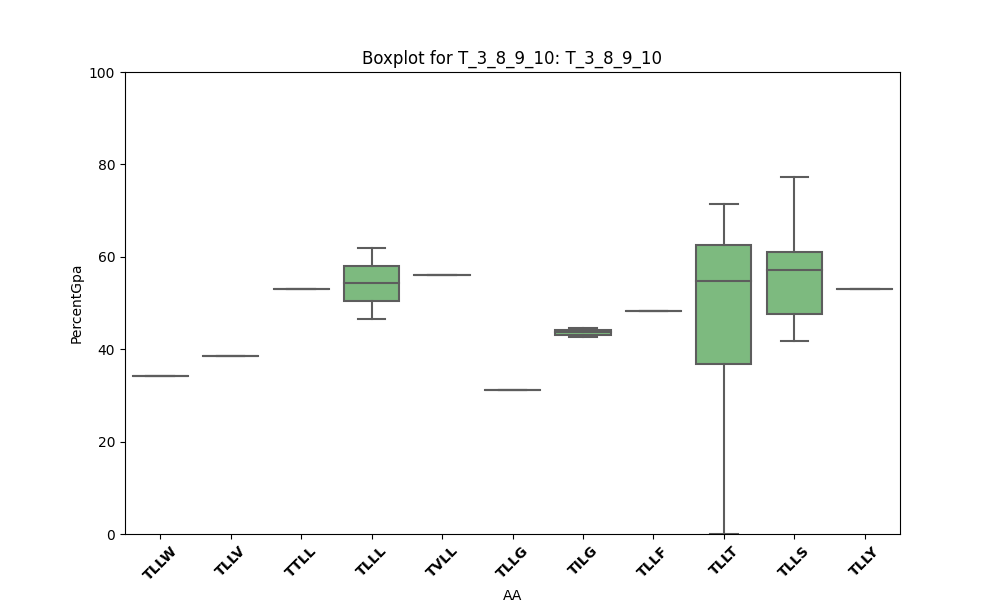 Boxplot for T_3_8_9_10: T_3_8_9_10
100
80
60
40
20
0
PercentGpa
TLLW TLLV TTLL TLLL TVLL TLLG TILG TLLF TLLT TLLS TLLY
AA